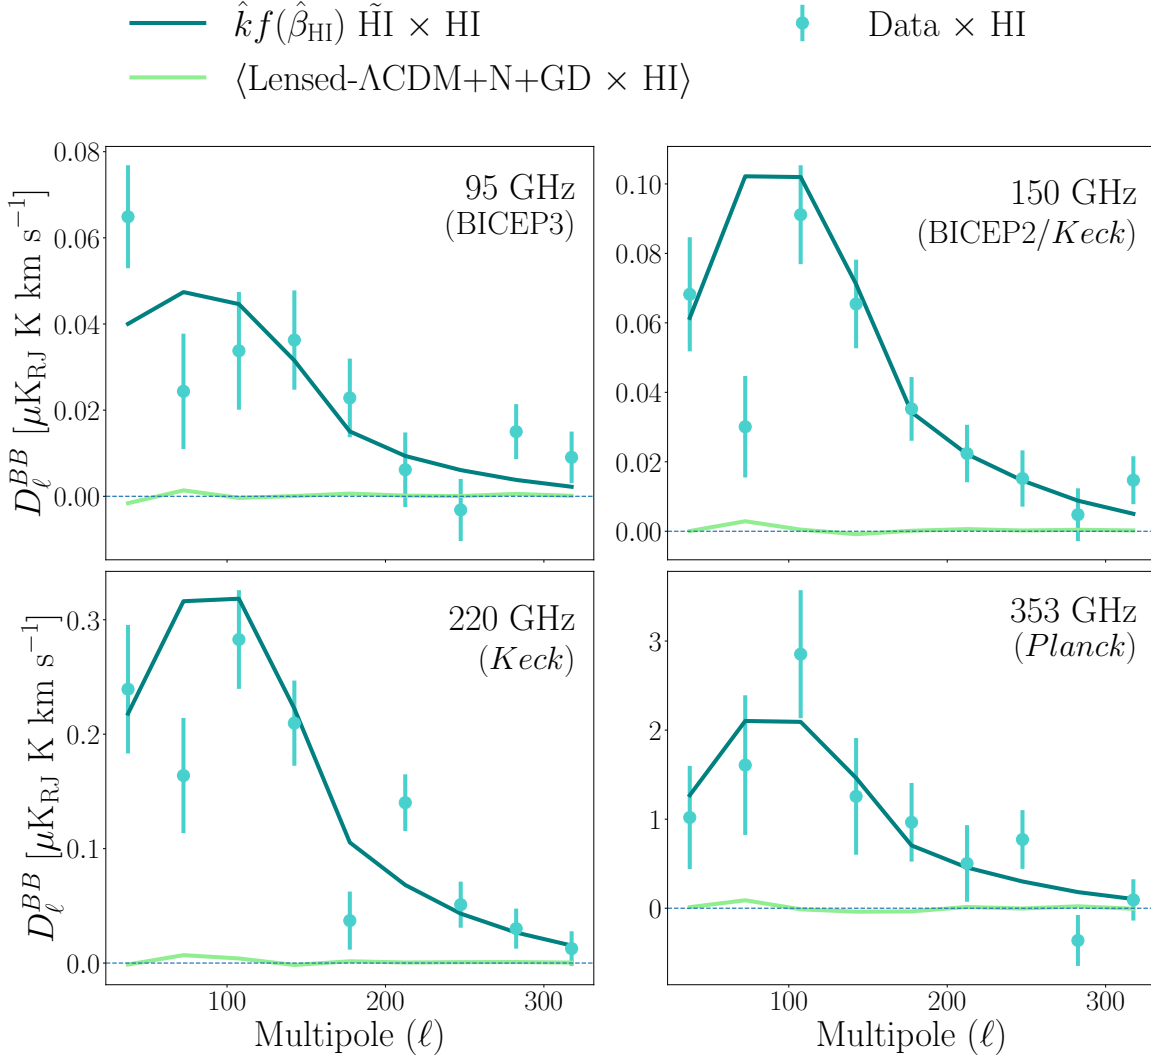 k̂f(β̂_HI) H̃I × HI
Data × HI
⟨Lensed-ΛCDM+N+GD × HI⟩
0.08
0.06
0.04
0.02
0.00
D_ℓ^BB [μK_RJ K km s⁻¹]
95 GHz
(BICEP3)
0.10
0.08
0.06
0.04
0.02
0.00
150 GHz
(BICEP2/Keck)
0.3
0.2
0.1
0.0
D_ℓ^BB [μK_RJ K km s⁻¹]
220 GHz
(Keck)
100 200 300
Multipole (ℓ)
3
2
1
0
353 GHz
(Planck)
100 200 300
Multipole (ℓ)